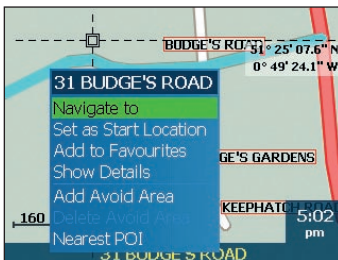 BUDGE'S ROAD
51° 25' 07.6" N
0° 49' 24.1" W
31 BUDGE'S ROAD
Navigate to
Set as Start Location
Add to Favourites
Show Details
GE'S GARDENS
Add Avoid Area
Delete Avoid Area
KEEPHATCH ROAD
160
5:02
pm
Nearest POI
31 BUDGE'S ROAD